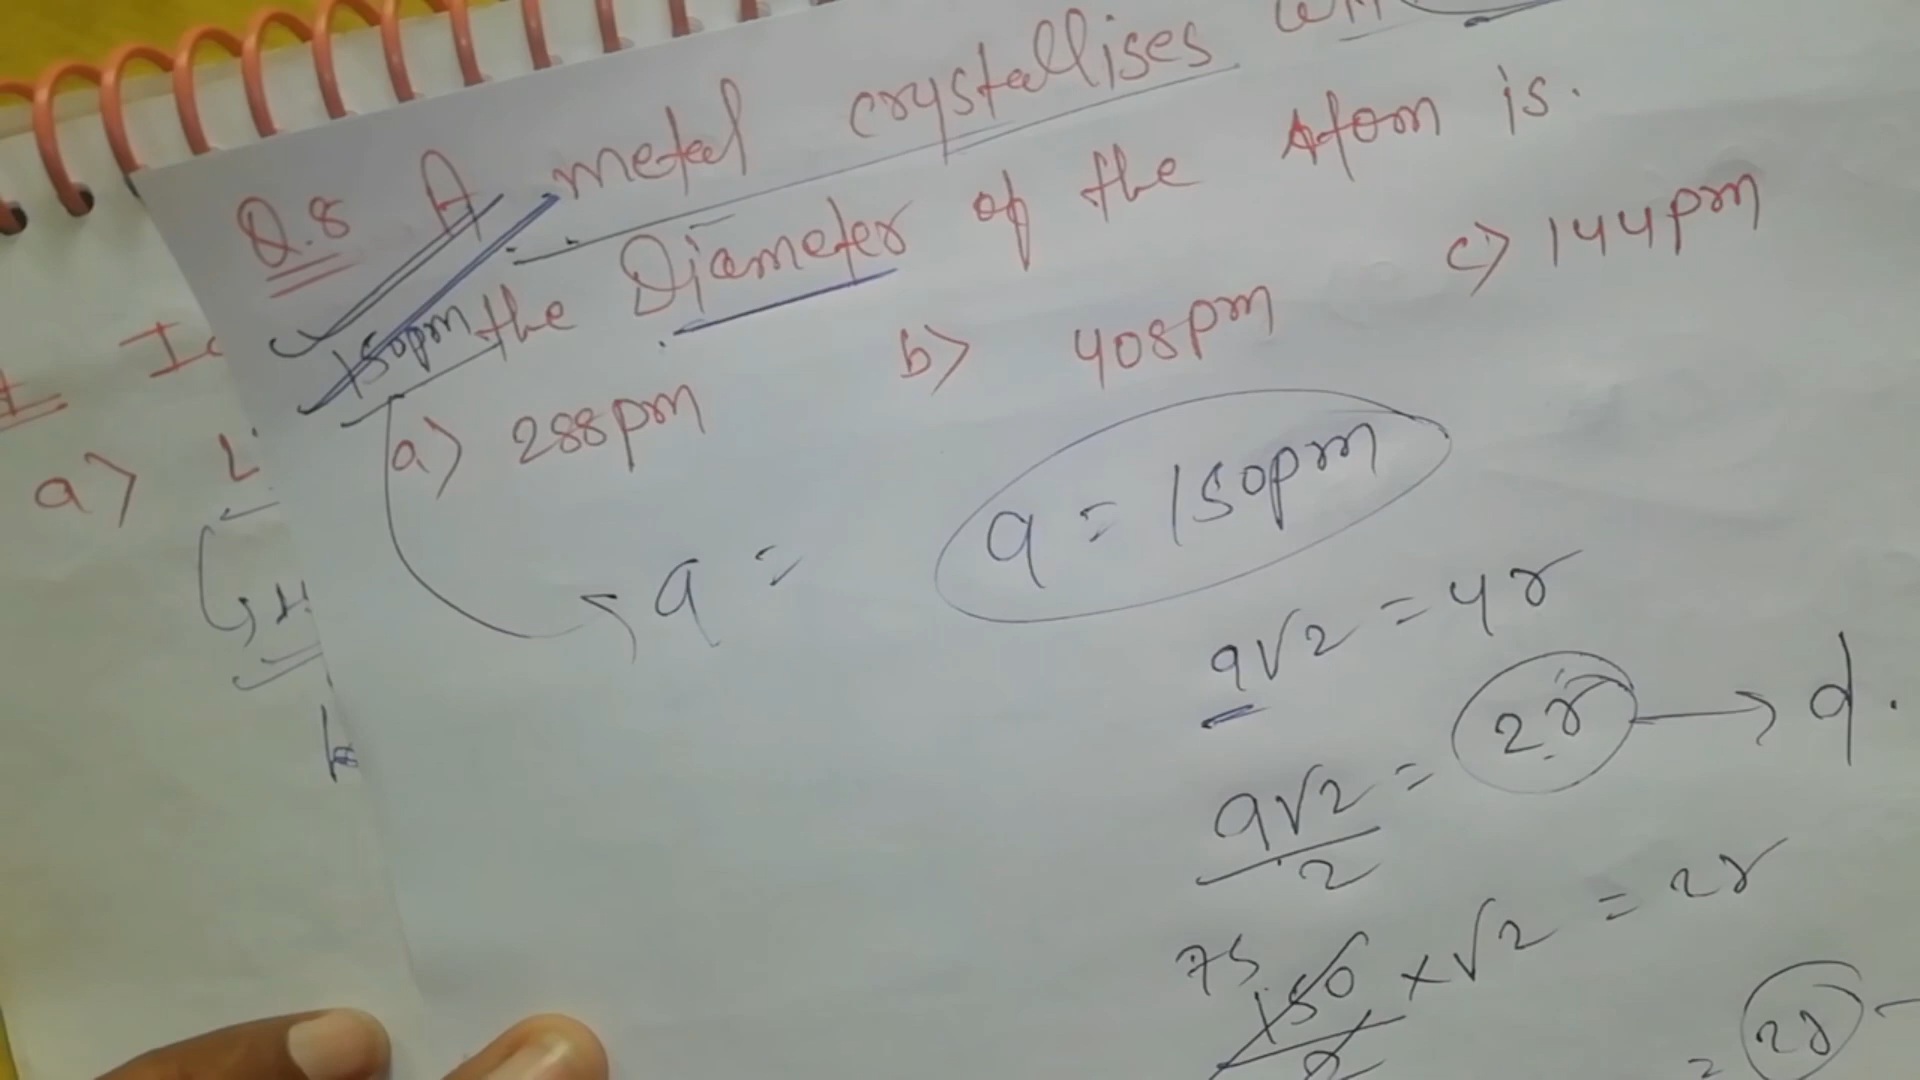 Q.8 A metal crystallises
150pm the Diameter of the Atom is.
a) 288pm b) 408pm c) 144pm
a = a = 150pm
a√2 = 4r
a√2/2 = 2r → d.
75
150/2 × √2 = 2r
= 2r
a)